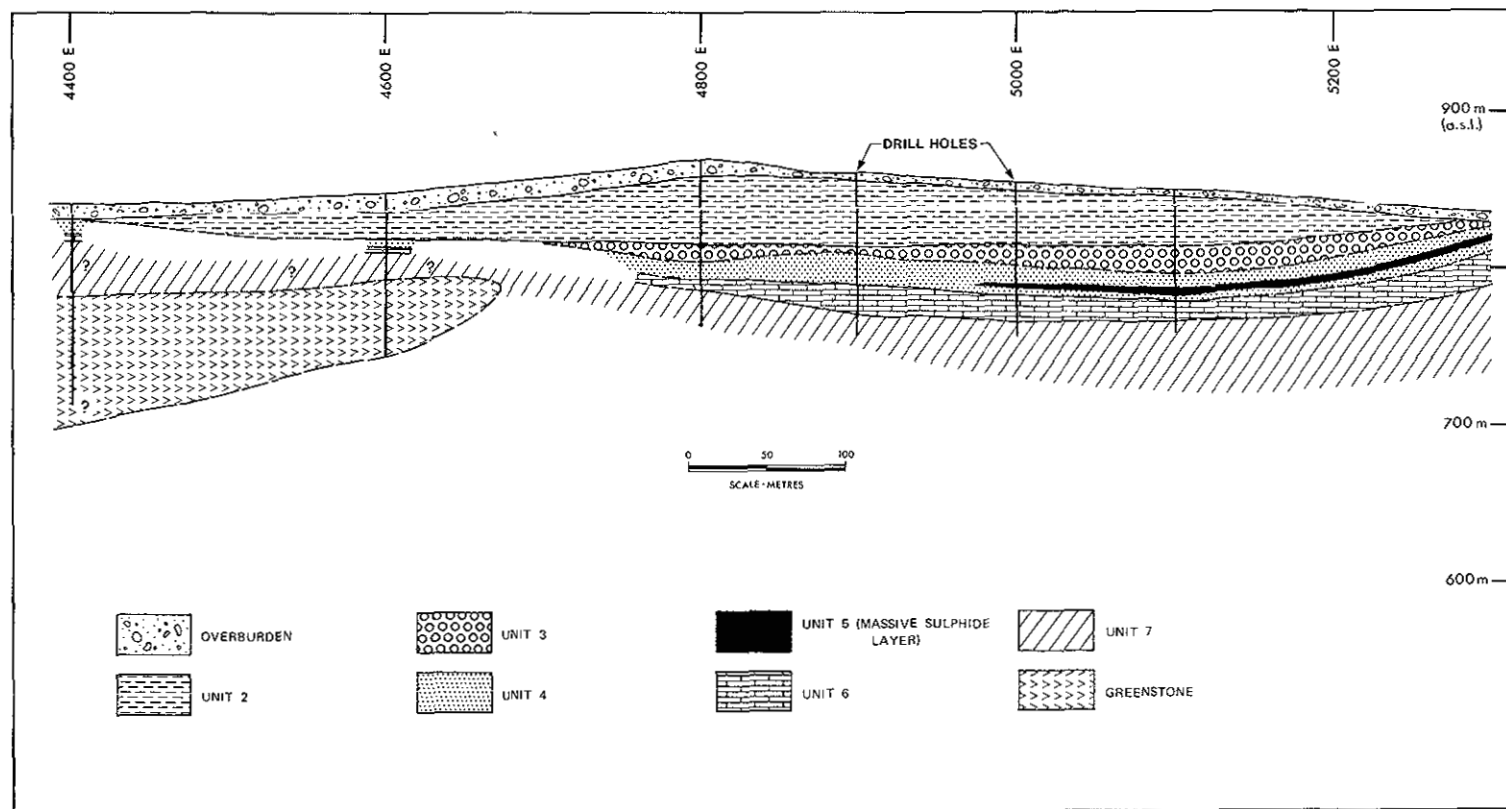 4400 E
4600 E
4800 E
5000 E
5200 E
900 m
(a.s.l.)
DRILL HOLES
?
?
?
?
700 m
0 50 100
SCALE - METRES
600 m
OVERBURDEN
UNIT 3
UNIT 5 (MASSIVE SULPHIDE
LAYER)
UNIT 7
UNIT 2
UNIT 4
UNIT 6
GREENSTONE